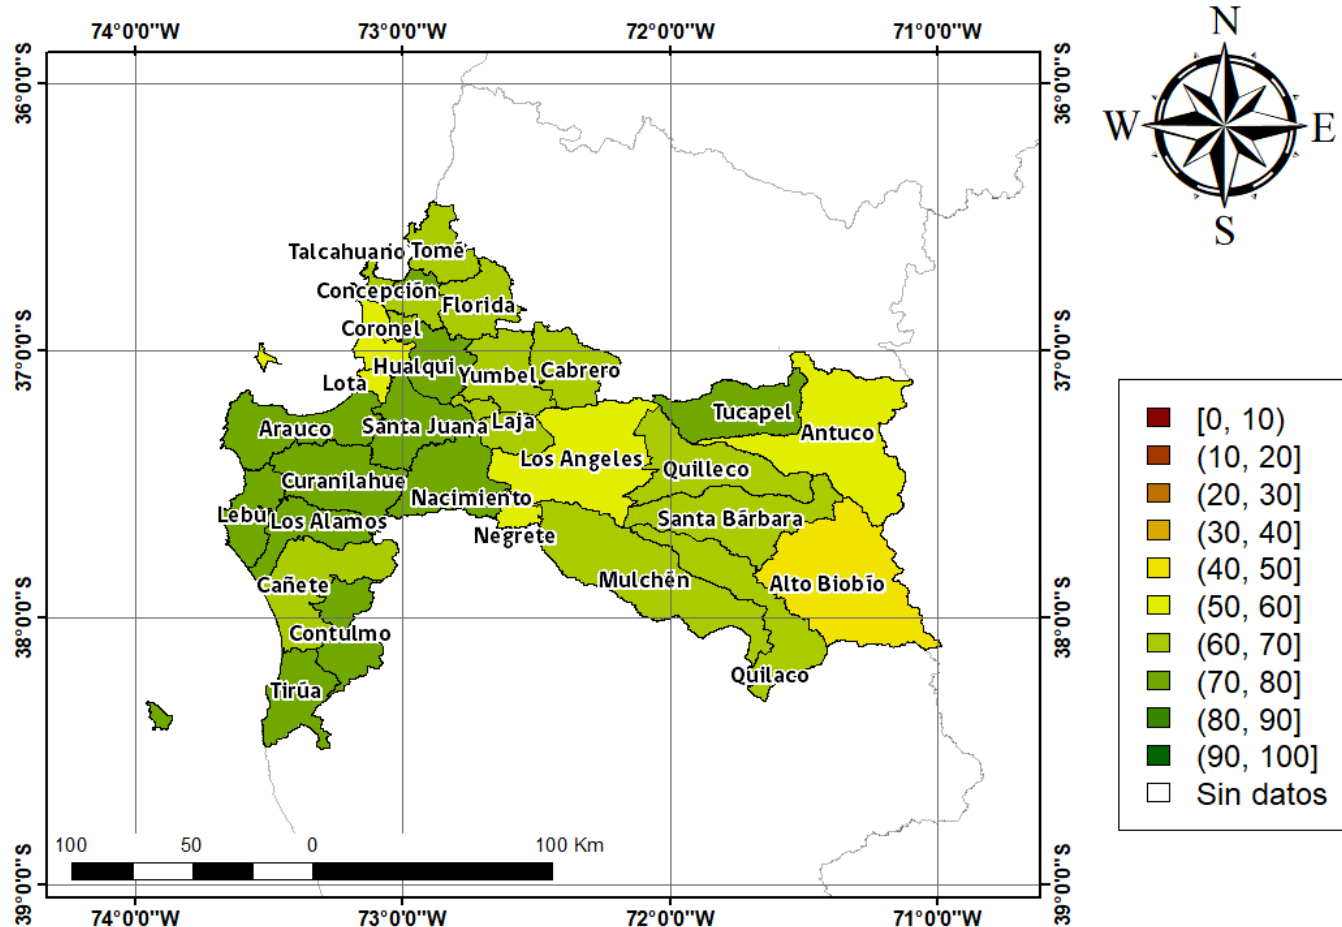 74°0'0"W 73°0'0"W 72°0'0"W 71°0'0"W
N
W E
S
36°0'0"S 36°0'0"S
Talcahuano Tomé
Concepción
Florida
Coronel
37°0'0"S 37°0'0"S
Hualqui
Yumbel
Cabrero
Lota
Tucapel
Arauco
Santa Juana
Laja
Antuco
Los Angeles
Quilleco
Curanilahue
Nacimiento
Lebu
Los Alamos
Santa Bárbara
Negrete
Cañete
Mulchén
Alto Biobío
38°0'0"S 38°0'0"S
Contulmo
Quilaco
Tirúa
[0, 10)
(10, 20]
(20, 30]
(30, 40]
(40, 50]
(50, 60]
(60, 70]
(70, 80]
(80, 90]
(90, 100]
Sin datos
100 50 0 100 Km
39°0'0"S 39°0'0"S
74°0'0"W 73°0'0"W 72°0'0"W 71°0'0"W